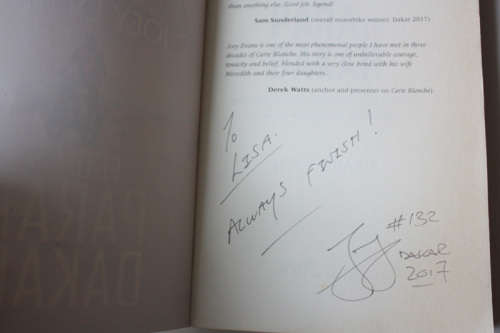 than anything else. Good job, legend!
Sam Sunderland (overall motorbike winner, Dakar 2017)
Joey Evans is one of the most phenomenal people I have met in three
decades of Carte Blanche. His story is one of unbelievable courage,
tenacity and belief, blended with a very close bond with his wife
Meredith and their four daughters.
Derek Watts (anchor and presenter on Carte Blanche)
To
LISA.
ALWAYS FINISH!
#132
DAKAR
2017
DAKAR